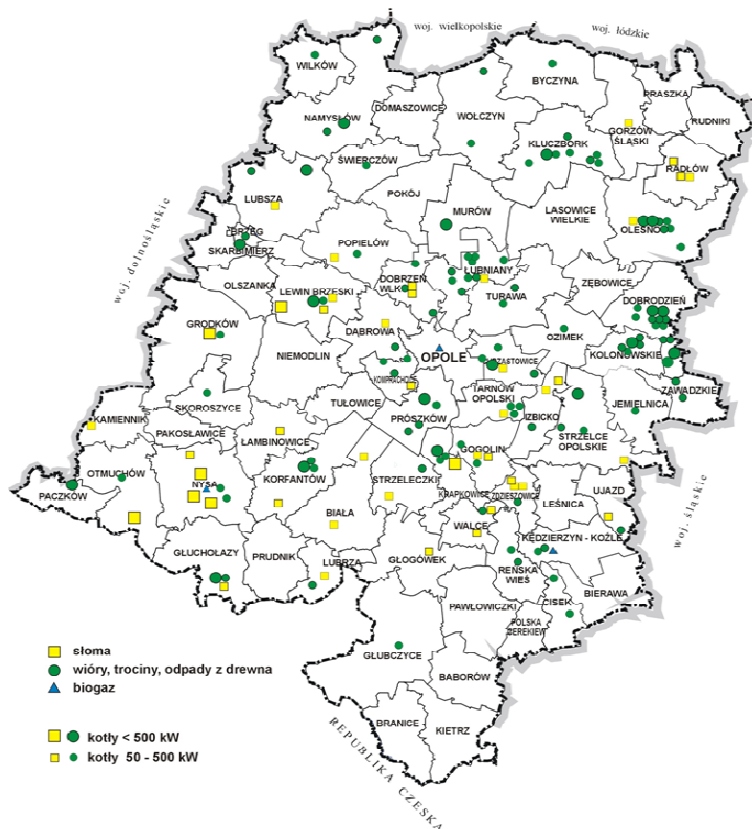 woj. wielkopolskie
woj. łódzkie
WILKÓW
BYCZYNA
PRASZKA
DOMASZOWICE
WOŁCZYN
RUDNIKI
NAMYSŁÓW
GORZÓW
ŚLĄSKI
KLUCZBORK
ŚWIERCZÓW
RADŁÓW
POKÓJ
LUBSZA
MURÓW
LASOWICE
WIELKIE
OLESNO
woj. dolnośląskie
BRZEG
SKARBIMIERZ
POPIELÓW
ŁUBNIANY
DOBRZEŃ
WLK
ZĘBOWICE
OLSZANKA
LEWIN BRZESKI
TURAWA
DOBRODZIEŃ
GRODKÓW
DĄBROWA
OZIMEK
NIEMODLIN
OPOLE
KOLONOWSKIE
KOMPRACHCICE
TARNÓW
OPOLSKI
ZAWADZKIE
SKOROSZYCE
TUŁOWICE
JEMIELNICA
KAMIENNIK
PRÓSZKÓW
IZBICKO
PAKOSŁAWICE
ŁAMBINOWICE
STRZELCE
OPOLSKIE
GOGOLIN
OTMUCHÓW
NYSA
KORFANTÓW
STRZELECZKI
UJAZD
PACZKÓW
KRAPKOWICE
ZDZIESZOWICE
LEŚNICA
BIAŁA
WALCE
woj. śląskie
KĘDZIERZYN - KOŹLE
GŁUCHOŁAZY
PRUDNIK
LUBRZA
GŁOGÓWEK
REŃSKA
WIEŚ
BIERAWA
CISEK
PAWŁOWICZKI
POLSKA
CEREKIEW
GŁUBCZYCE
słoma
wióry, trociny, odpady z drewna
BABORÓW
biogaz
BRANICE
KIETRZ
kotły < 500 kW
kotły 50 - 500 kW
REPUBLIKA CZESKA